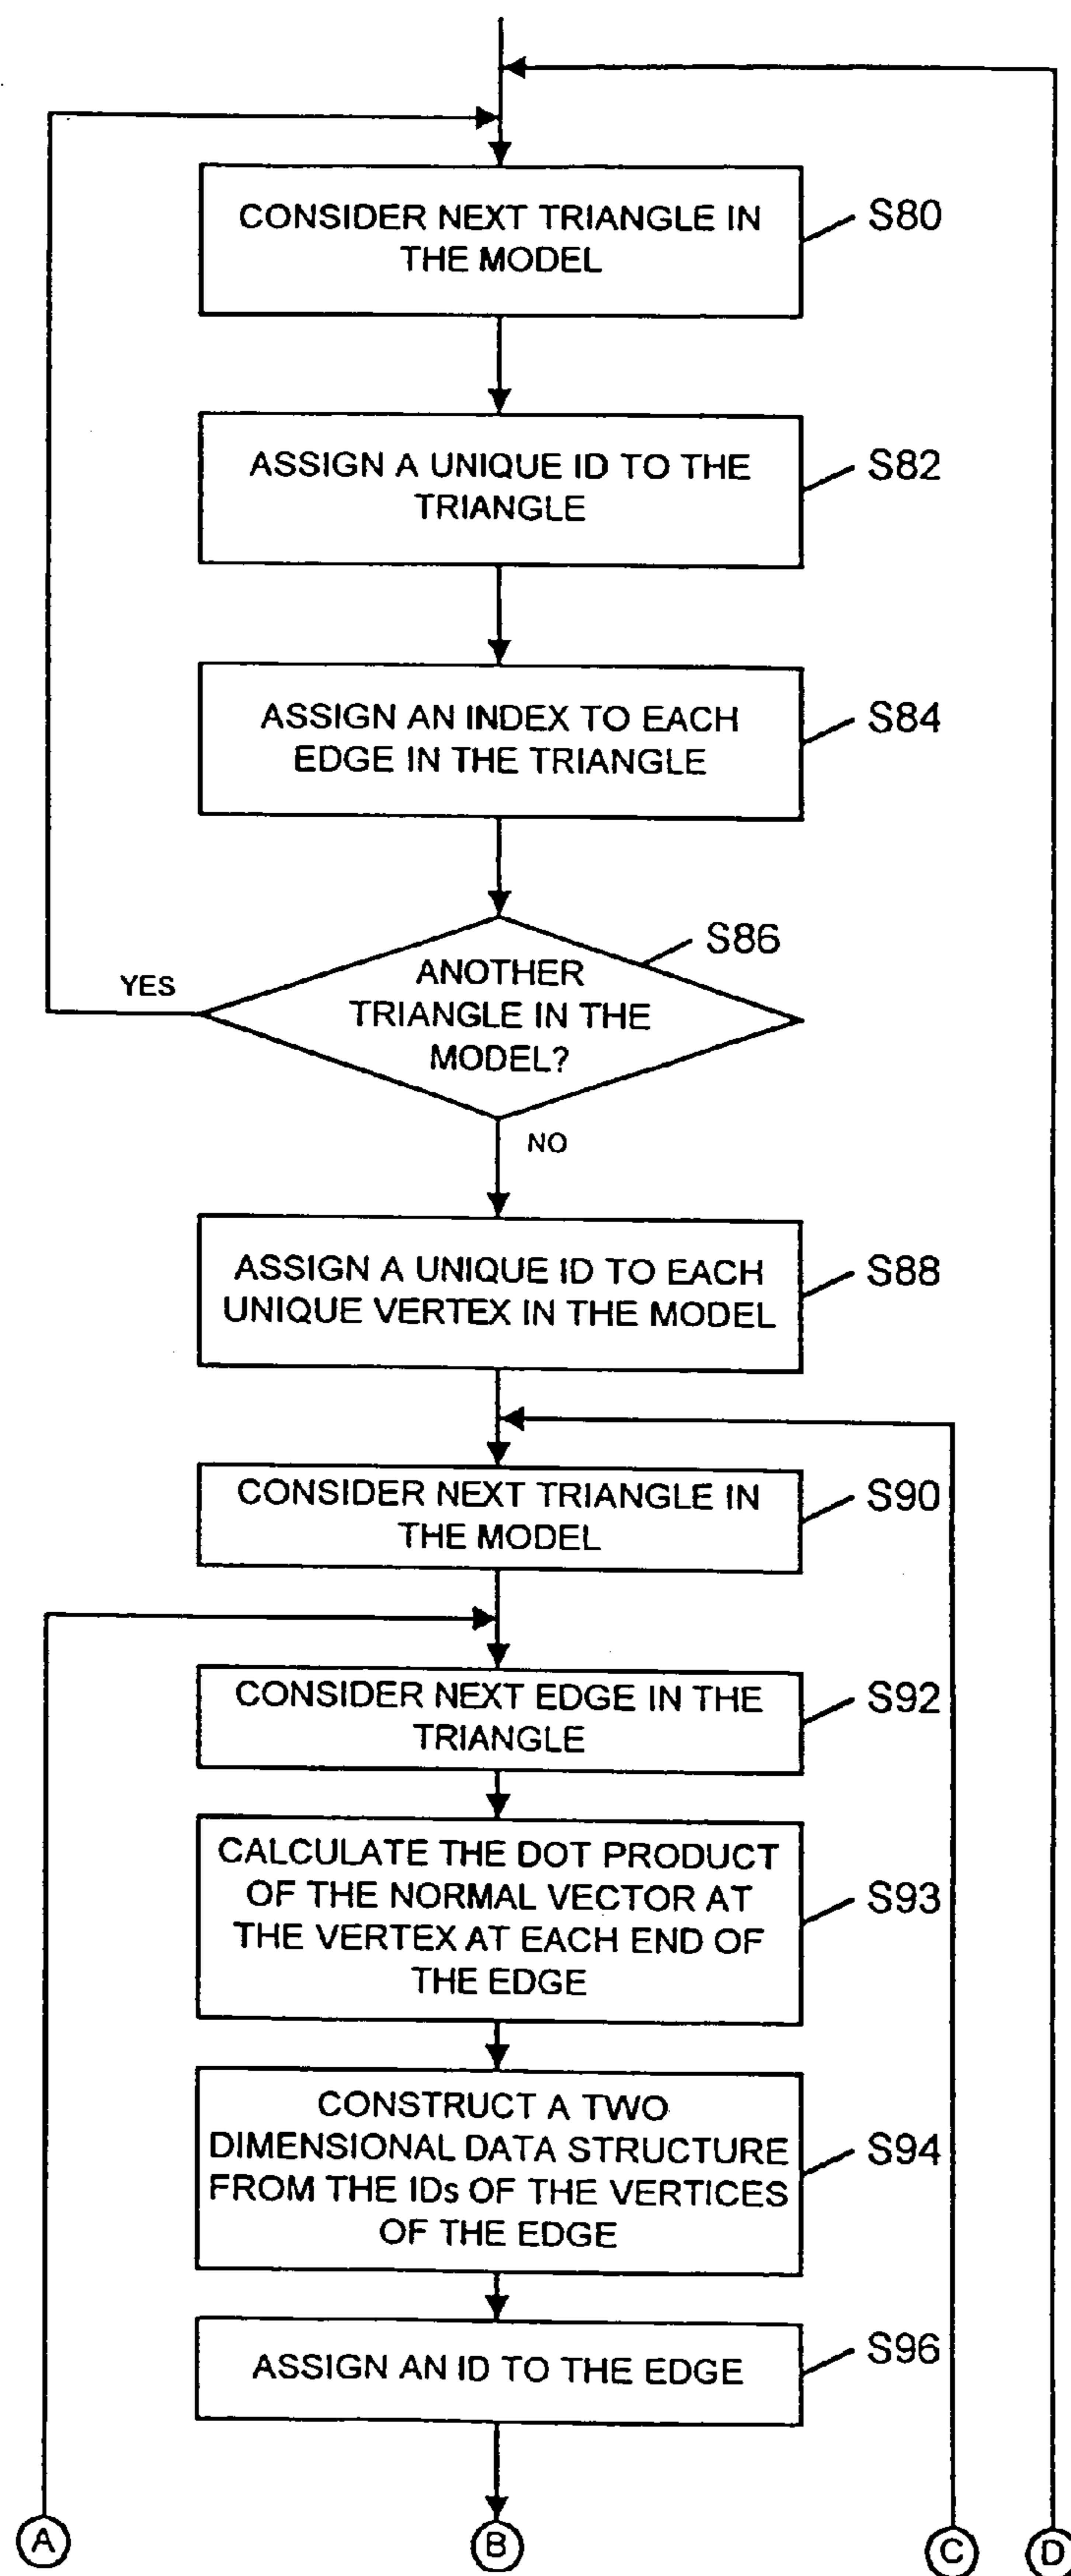 CONSIDER NEXT TRIANGLE IN
THE MODEL
S80
ASSIGN A UNIQUE ID TO THE
TRIANGLE
S82
ASSIGN AN INDEX TO EACH
EDGE IN THE TRIANGLE
S84
S86
YES
ANOTHER
TRIANGLE IN THE
MODEL?
NO
ASSIGN A UNIQUE ID TO EACH
UNIQUE VERTEX IN THE MODEL
S88
CONSIDER NEXT TRIANGLE IN
THE MODEL
S90
CONSIDER NEXT EDGE IN THE
TRIANGLE
S92
CALCULATE THE DOT PRODUCT
OF THE NORMAL VECTOR AT
THE VERTEX AT EACH END OF
THE EDGE
S93
CONSTRUCT A TWO
DIMENSIONAL DATA STRUCTURE
FROM THE IDs OF THE VERTICES
OF THE EDGE
S94
ASSIGN AN ID TO THE EDGE
S96
A
B
C
D